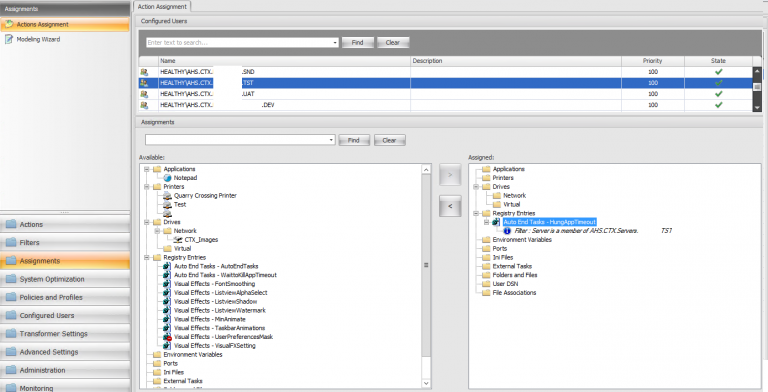 Assignments
Actions Assignment
Modeling Wizard
Actions
Filters
Assignments
System Optimization
Policies and Profiles
Configured Users
Transformer Settings
Advanced Settings
Administration
Monitoring
Action Assignment
Configured Users
Enter text to search...
Find
Clear
Name Description Priority State
HEALTHY\AHS.CTX. .SND 100
HEALTHY\AHS.CTX. .TST 100
HEALTHY\AHS.CTX. .UAT 100
HEALTHY\AHS.CTX. .DEV 100
Assignments
Find
Clear
Available:
Applications
Notepad
Printers
Quarry Crossing Printer
Test
Drives
Network
CTX_Images
Virtual
Registry Entries
Auto End Tasks - AutoEndTasks
Auto End Tasks - WaittoKillAppTimeout
Visual Effects - FontSmoothing
Visual Effects - ListviewAlphaSelect
Visual Effects - ListviewShadow
Visual Effects - ListviewWatermark
Visual Effects - MinAnimate
Visual Effects - TaskbarAnimations
Visual Effects - UserPreferencesMask
Visual Effects - VisualFXSetting
Environment Variables
Ports
Ini Files
External Tasks
>
<
Assigned:
Applications
Printers
Drives
Network
Virtual
Registry Entries
Auto End Tasks - HungAppTimeout
Filter : Server is a member of AHS.CTX.Servers. TST
Environment Variables
Ports
Ini Files
External Tasks
Folders and Files
User DSN
File Associations